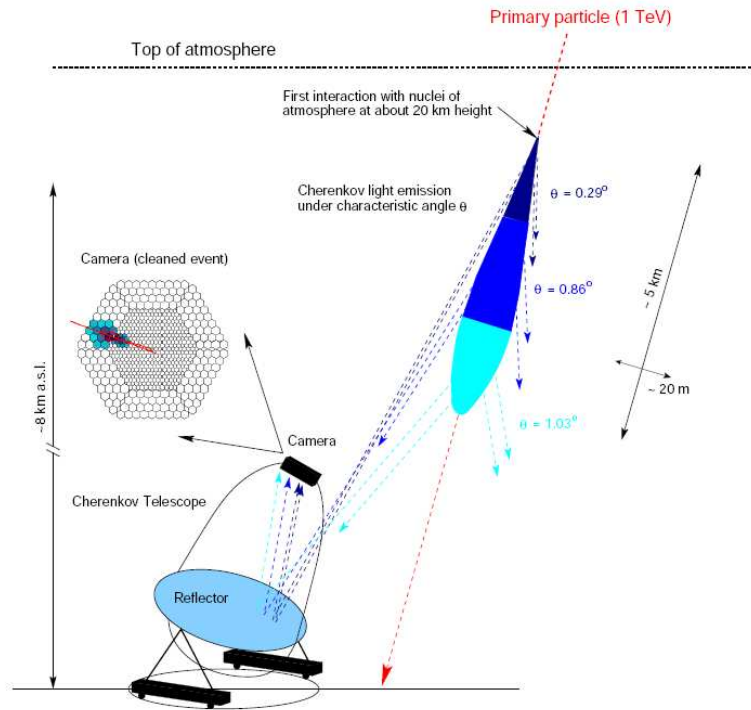 Primary particle (1 TeV)
Top of atmosphere
First interaction with nuclei of
atmosphere at about 20 km height
Cherenkov light emission
under characteristic angle θ
θ = 0.29°
Camera (cleaned event)
θ = 0.86°
~ 5 km
~ 20 m
~8 km a.s.l.
θ = 1.03°
Camera
Cherenkov Telescope
Reflector